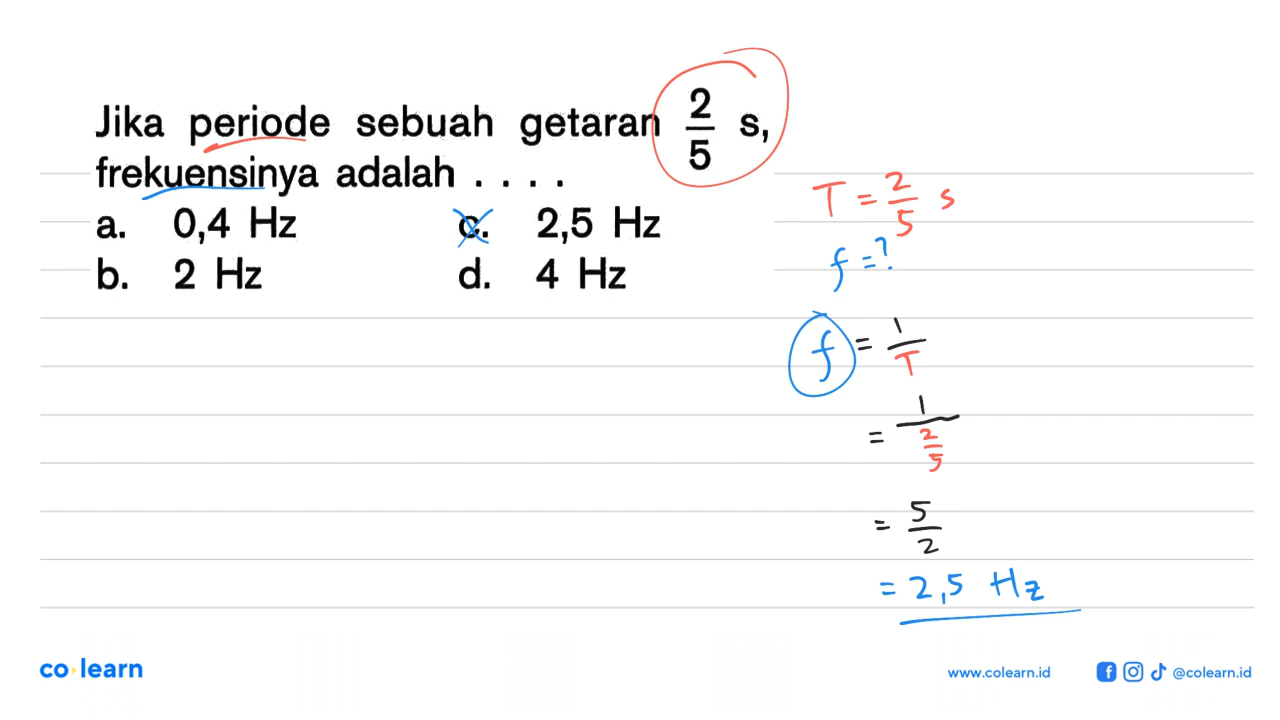 Jika periode sebuah getaran 2/5 s,
frekuensinya adalah . . . .
a. 0,4 Hz c. 2,5 Hz
b. 2 Hz d. 4 Hz
T = 2/5 s
f = ?
f = 1/T
= 1/(2/5)
= 5/2
= 2,5 Hz
co learn
www.colearn.id @colearn.id